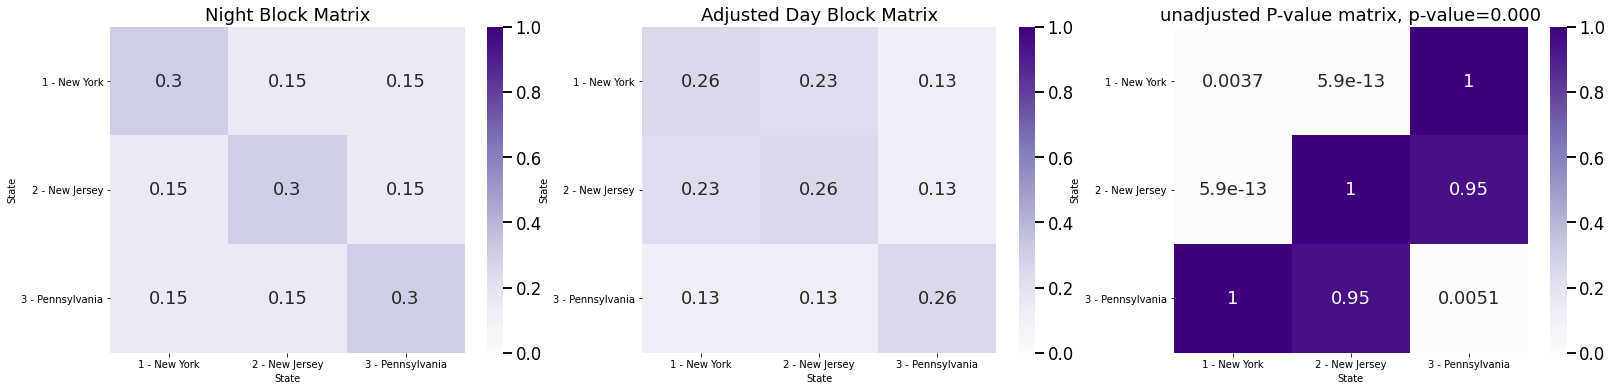 Night Block Matrix
1 - New York
2 - New Jersey
3 - Pennsylvania
State
0.3 0.15 0.15
0.15 0.3 0.15
0.15 0.15 0.3
1 - New York 2 - New Jersey 3 - Pennsylvania
State
1.0
0.8
0.6
0.4
0.2
0.0
Adjusted Day Block Matrix
1 - New York
2 - New Jersey
3 - Pennsylvania
State
0.26 0.23 0.13
0.23 0.26 0.13
0.13 0.13 0.26
1 - New York 2 - New Jersey 3 - Pennsylvania
State
1.0
0.8
0.6
0.4
0.2
0.0
unadjusted P-value matrix, p-value=0.000
1 - New York
2 - New Jersey
3 - Pennsylvania
State
0.0037 5.9e-13 1
5.9e-13 1 0.95
1 0.95 0.0051
1 - New York 2 - New Jersey 3 - Pennsylvania
State
1.0
0.8
0.6
0.4
0.2
0.0